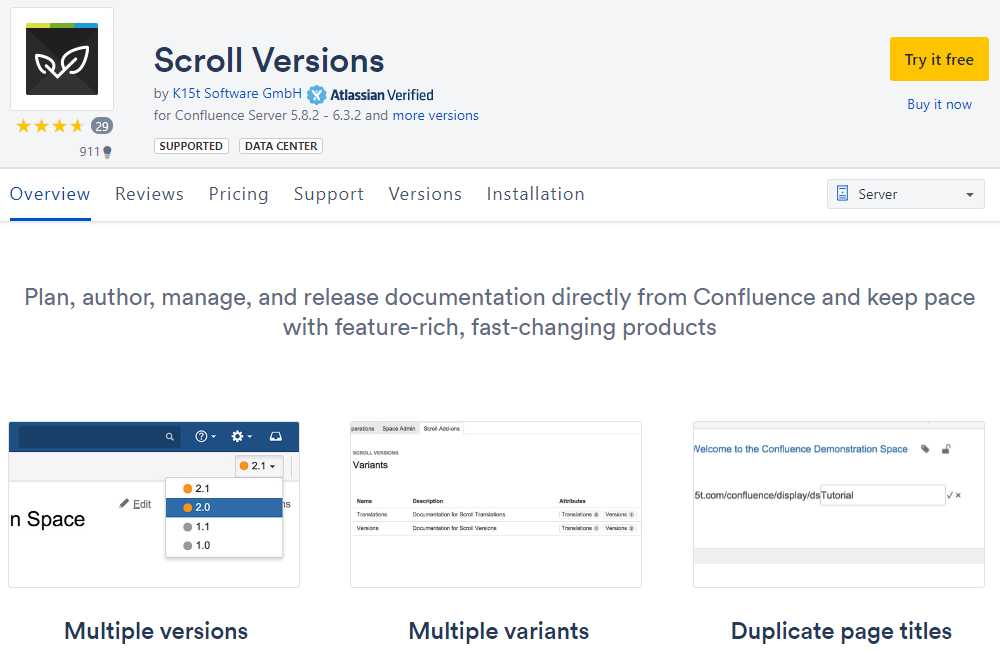 Scroll Versions
by K15t Software GmbH Atlassian Verified
for Confluence Server 5.8.2 - 6.3.2 and more versions
29
911
SUPPORTED DATA CENTER
Try it free
Buy it now
Overview Reviews Pricing Support Versions Installation
Server
Plan, author, manage, and release documentation directly from Confluence and keep pace
with feature-rich, fast-changing products
2.1
2.1
2.0
1.1
1.0
Edit
n Space
ns
perations Space Admin Scroll Add-ons
SCROLL VERSIONS
Variants
Name Description Attributes
Translations Documentation for Scroll Translations Translations Versions
Versions Documentation for Scroll Versions Translations Versions
Welcome to the Confluence Demonstration Space
5t.com/confluence/display/ds Tutorial
Multiple versions
Multiple variants
Duplicate page titles